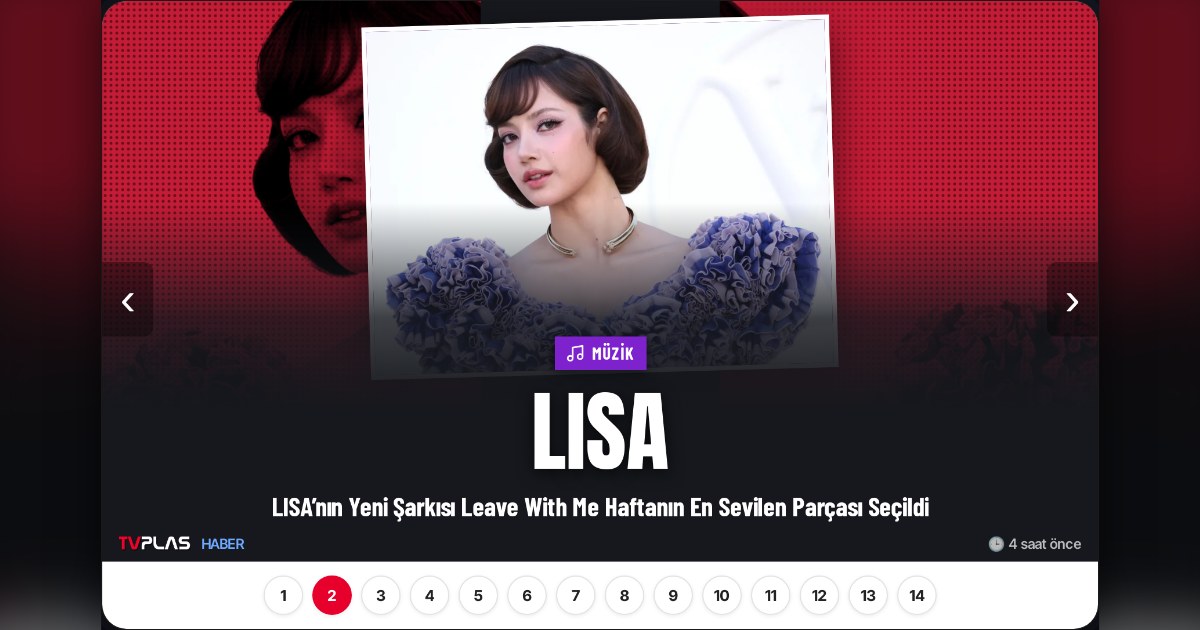 MÜZİK
LISA
LISA’nın Yeni Şarkısı Leave With Me Haftanın En Sevilen Parçası Seçildi
TVPLAS HABER
4 saat önce
1 2 3 4 5 6 7 8 9 10 11 12 13 14